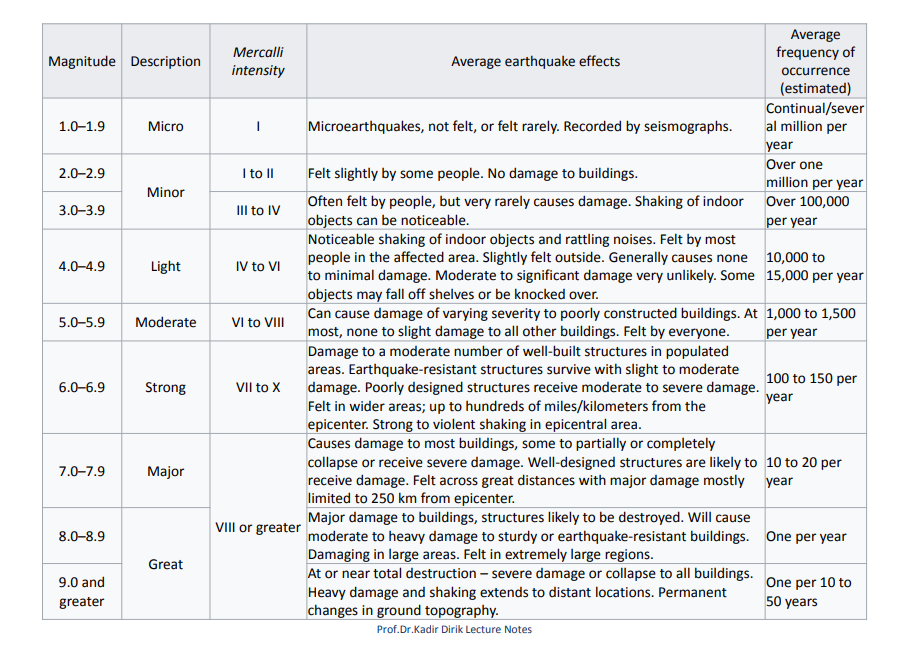 Magnitude
Description
Mercalli
intensity
Average earthquake effects
Average
frequency of
occurrence
(estimated)
1.0–1.9
Micro
I
Microearthquakes, not felt, or felt rarely. Recorded by seismographs.
Continual/sever
al million per
year
2.0–2.9
Minor
I to II
Felt slightly by some people. No damage to buildings.
Over one
million per year
3.0–3.9
III to IV
Often felt by people, but very rarely causes damage. Shaking of indoor
objects can be noticeable.
Over 100,000
per year
4.0–4.9
Light
IV to VI
Noticeable shaking of indoor objects and rattling noises. Felt by most
people in the affected area. Slightly felt outside. Generally causes none
to minimal damage. Moderate to significant damage very unlikely. Some
objects may fall off shelves or be knocked over.
10,000 to
15,000 per year
5.0–5.9
Moderate
VI to VIII
Can cause damage of varying severity to poorly constructed buildings. At
most, none to slight damage to all other buildings. Felt by everyone.
1,000 to 1,500
per year
6.0–6.9
Strong
VII to X
Damage to a moderate number of well-built structures in populated
areas. Earthquake-resistant structures survive with slight to moderate
damage. Poorly designed structures receive moderate to severe damage.
Felt in wider areas; up to hundreds of miles/kilometers from the
epicenter. Strong to violent shaking in epicentral area.
100 to 150 per
year
7.0–7.9
Major
VIII or greater
Causes damage to most buildings, some to partially or completely
collapse or receive severe damage. Well-designed structures are likely to
receive damage. Felt across great distances with major damage mostly
limited to 250 km from epicenter.
10 to 20 per
year
8.0–8.9
Great
Major damage to buildings, structures likely to be destroyed. Will cause
moderate to heavy damage to sturdy or earthquake-resistant buildings.
Damaging in large areas. Felt in extremely large regions.
One per year
9.0 and
greater
At or near total destruction – severe damage or collapse to all buildings.
Heavy damage and shaking extends to distant locations. Permanent
changes in ground topography.
One per 10 to
50 years
Prof.Dr.Kadir Dirik Lecture Notes